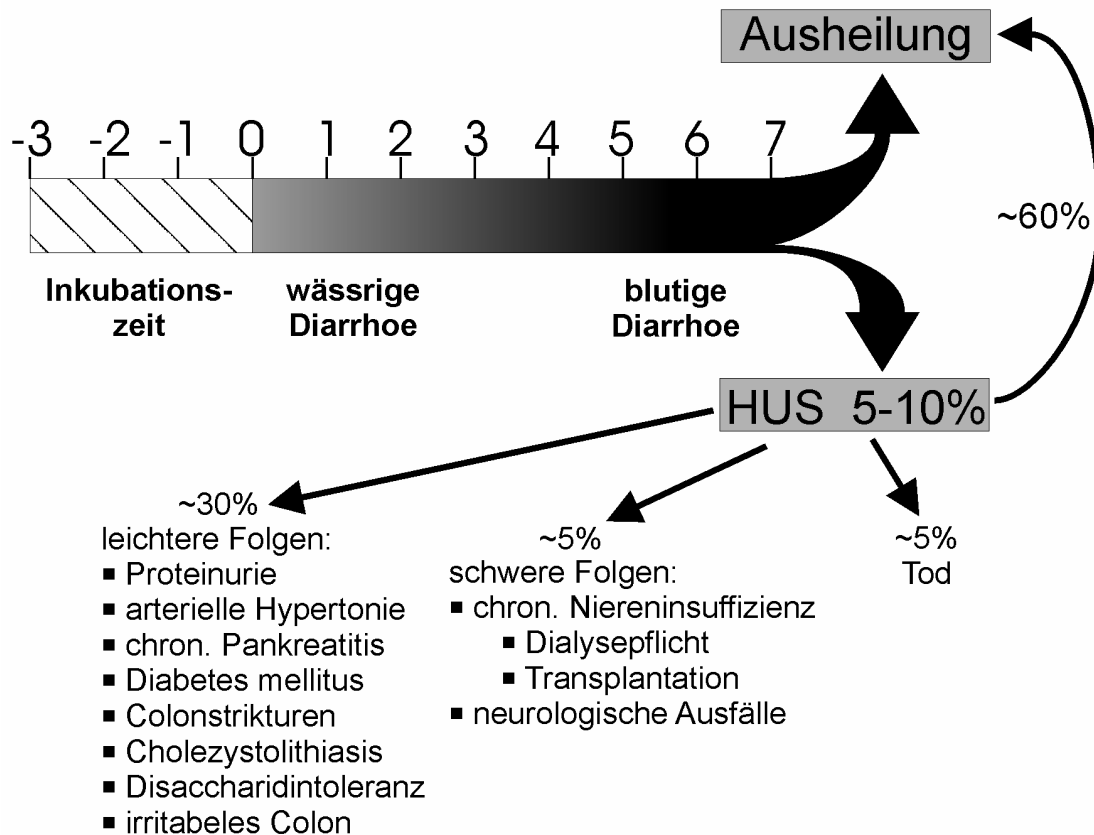 Ausheilung
-3 -2 -1 0 1 2 3 4 5 6 7
~60%
Inkubations-
zeit
wässrige
Diarrhoe
blutige
Diarrhoe
HUS 5-10%
~30%
leichtere Folgen:
▪ Proteinurie
▪ arterielle Hypertonie
▪ chron. Pankreatitis
▪ Diabetes mellitus
▪ Colonstrikturen
▪ Cholezystolithiasis
▪ Disaccharidintoleranz
▪ irritabeles Colon
~5%
schwere Folgen:
▪ chron. Niereninsuffizienz
▪ Dialysepflicht
▪ Transplantation
▪ neurologische Ausfälle
~5%
Tod